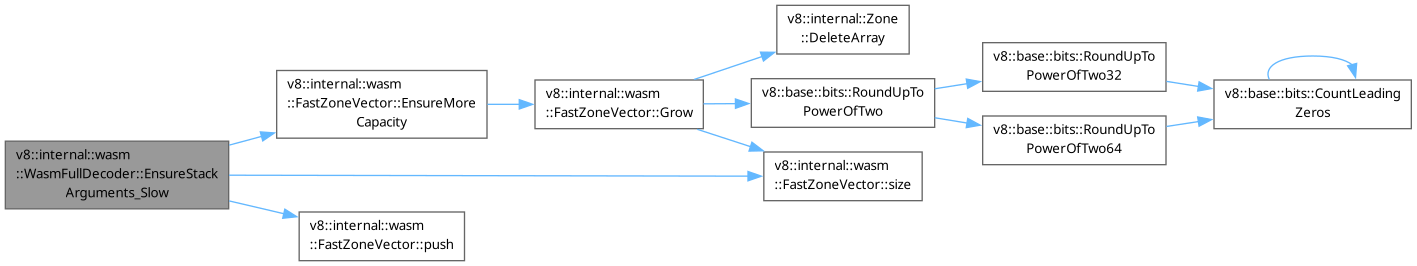 v8::internal::wasm
::WasmFullDecoder::EnsureStack
Arguments_Slow
v8::internal::wasm
::FastZoneVector::EnsureMore
Capacity
v8::internal::wasm
::FastZoneVector::Grow
v8::internal::Zone
::DeleteArray
v8::base::bits::RoundUpTo
PowerOfTwo
v8::base::bits::RoundUpTo
PowerOfTwo32
v8::base::bits::CountLeading
Zeros
v8::base::bits::RoundUpTo
PowerOfTwo64
v8::internal::wasm
::FastZoneVector::size
v8::internal::wasm
::FastZoneVector::push